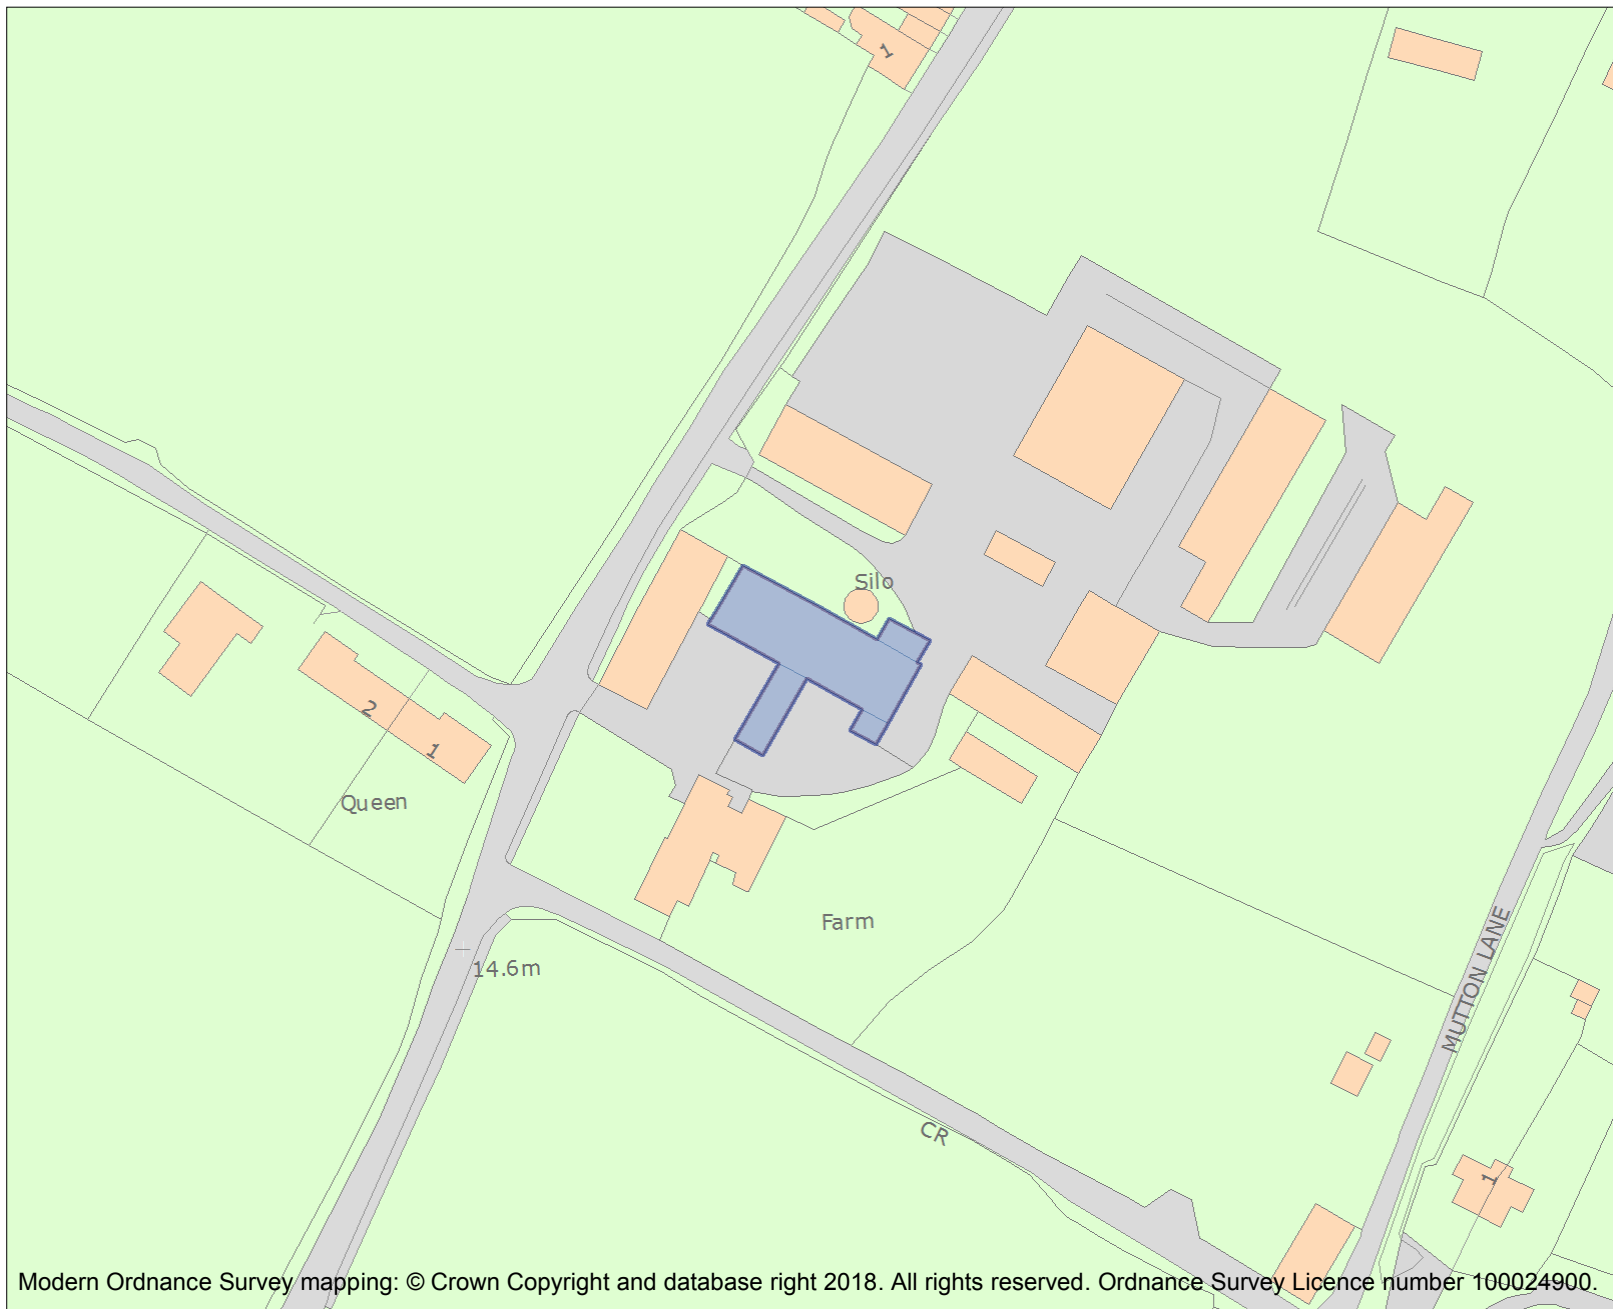 1
Silo
2
1
Queen
Farm
14.6m
MUTTON LANE
CR
1
Modern Ordnance Survey mapping: © Crown Copyright and database right 2018. All rights reserved. Ordnance Survey Licence number 100024900.